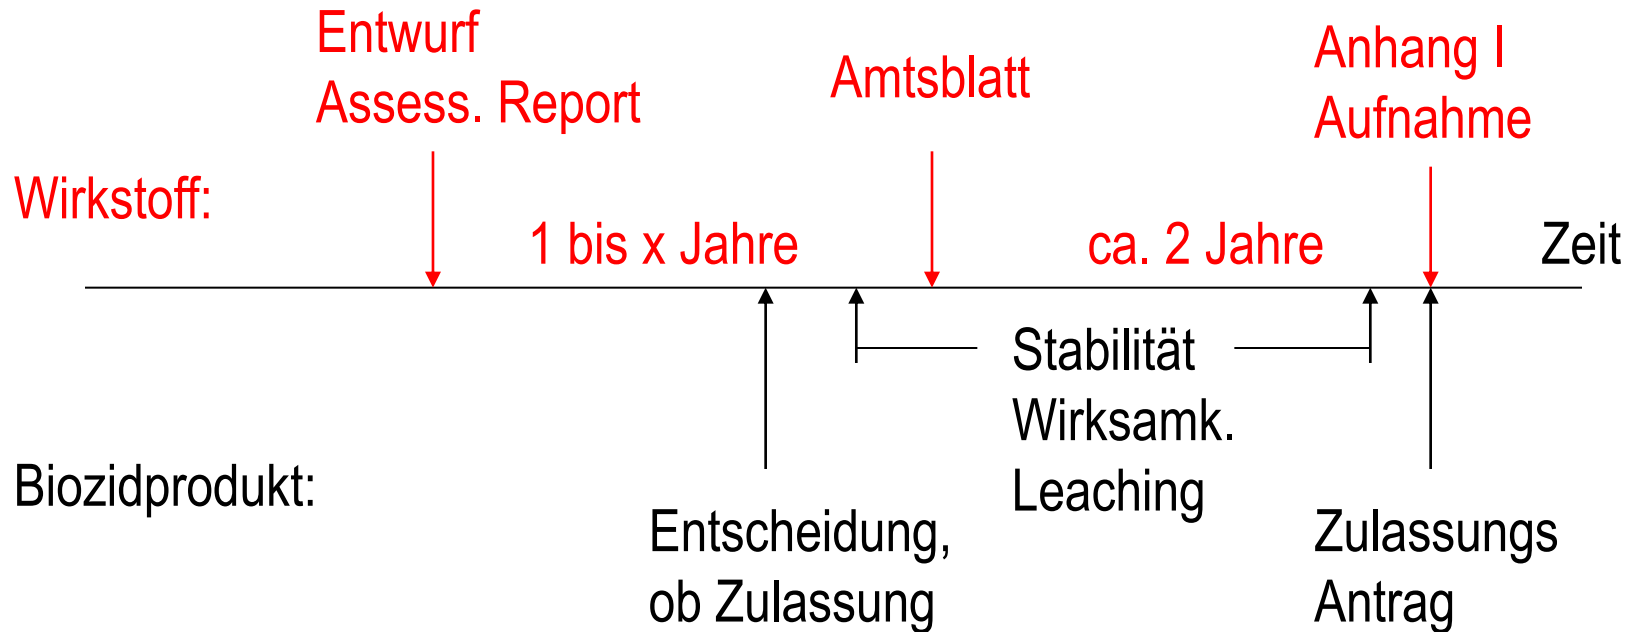 Entwurf
Assess. Report
Amtsblatt
Anhang I
Aufnahme
Wirkstoff:
1 bis x Jahre
ca. 2 Jahre
Zeit
Stabilität
Wirksamk.
Leaching
Biozidprodukt:
Entscheidung,
ob Zulassung
Zulassungs
Antrag